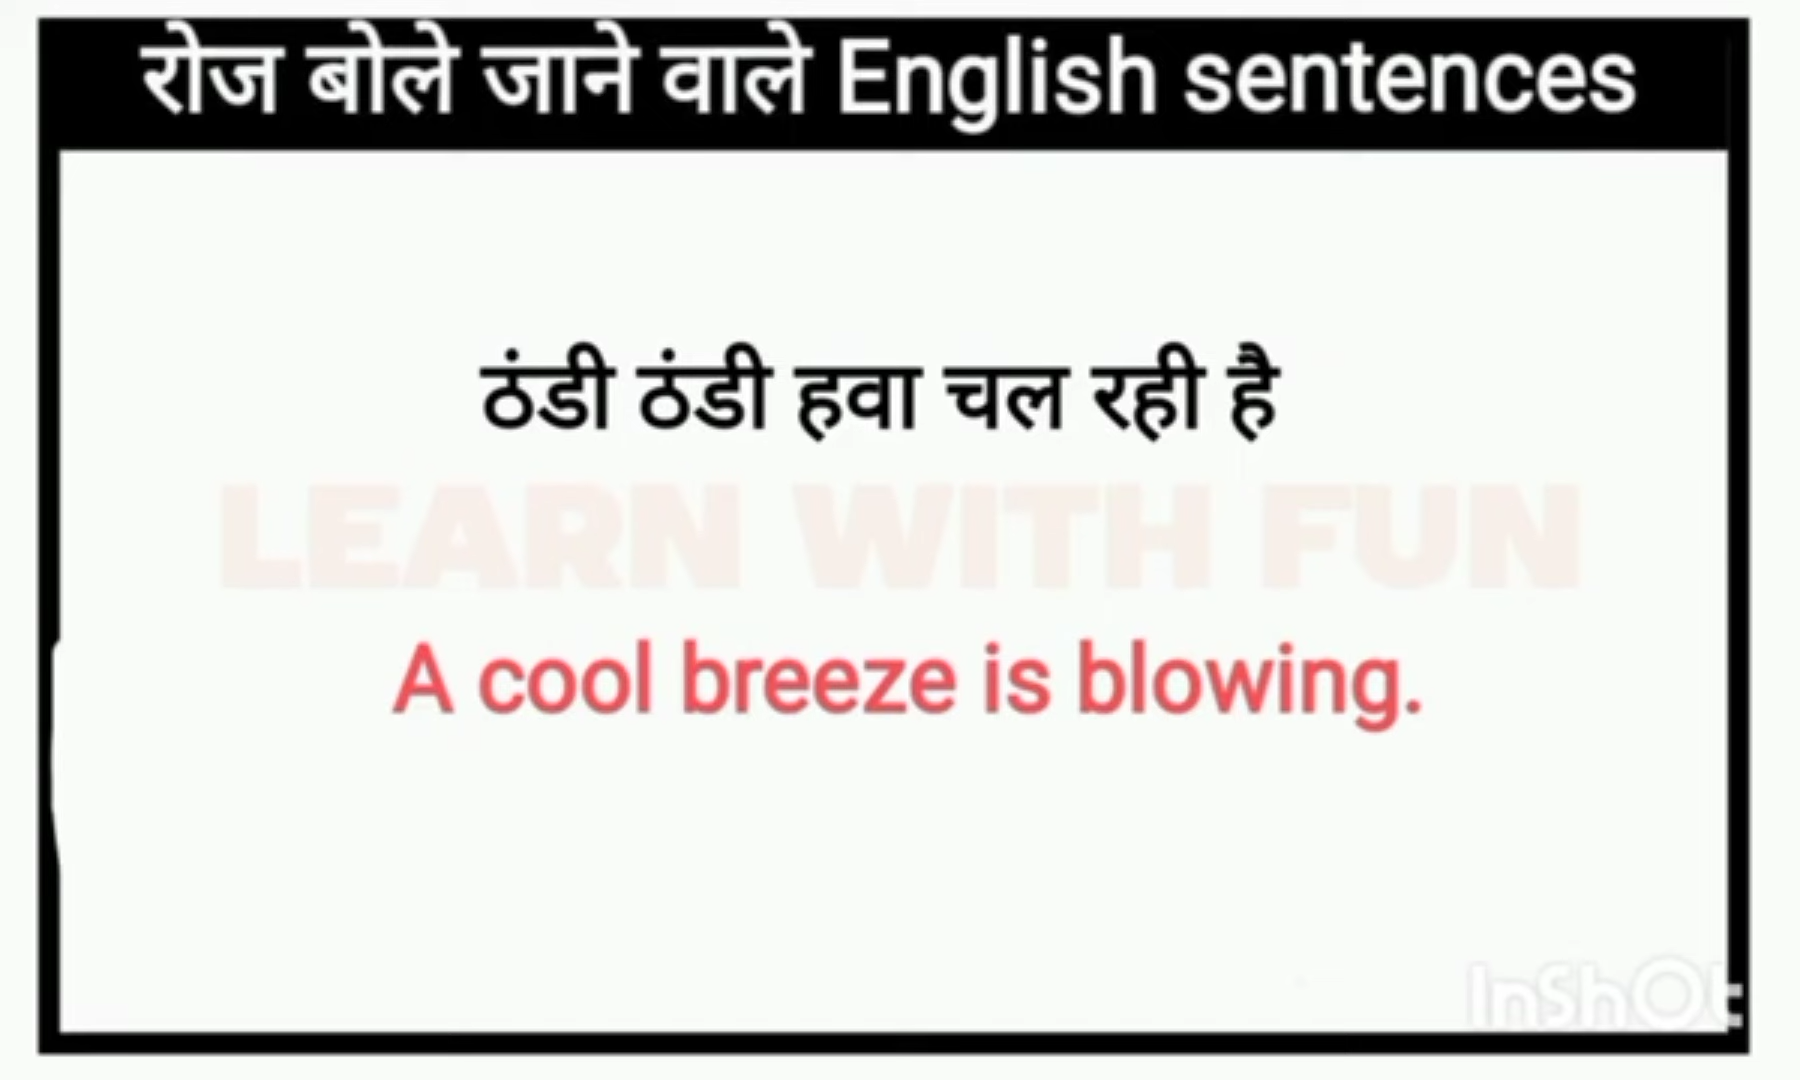 रोज बोले जाने वाले English sentences
ठंडी ठंडी हवा चल रही है
LEARN WITH FUN
A cool breeze is blowing.
InShOt